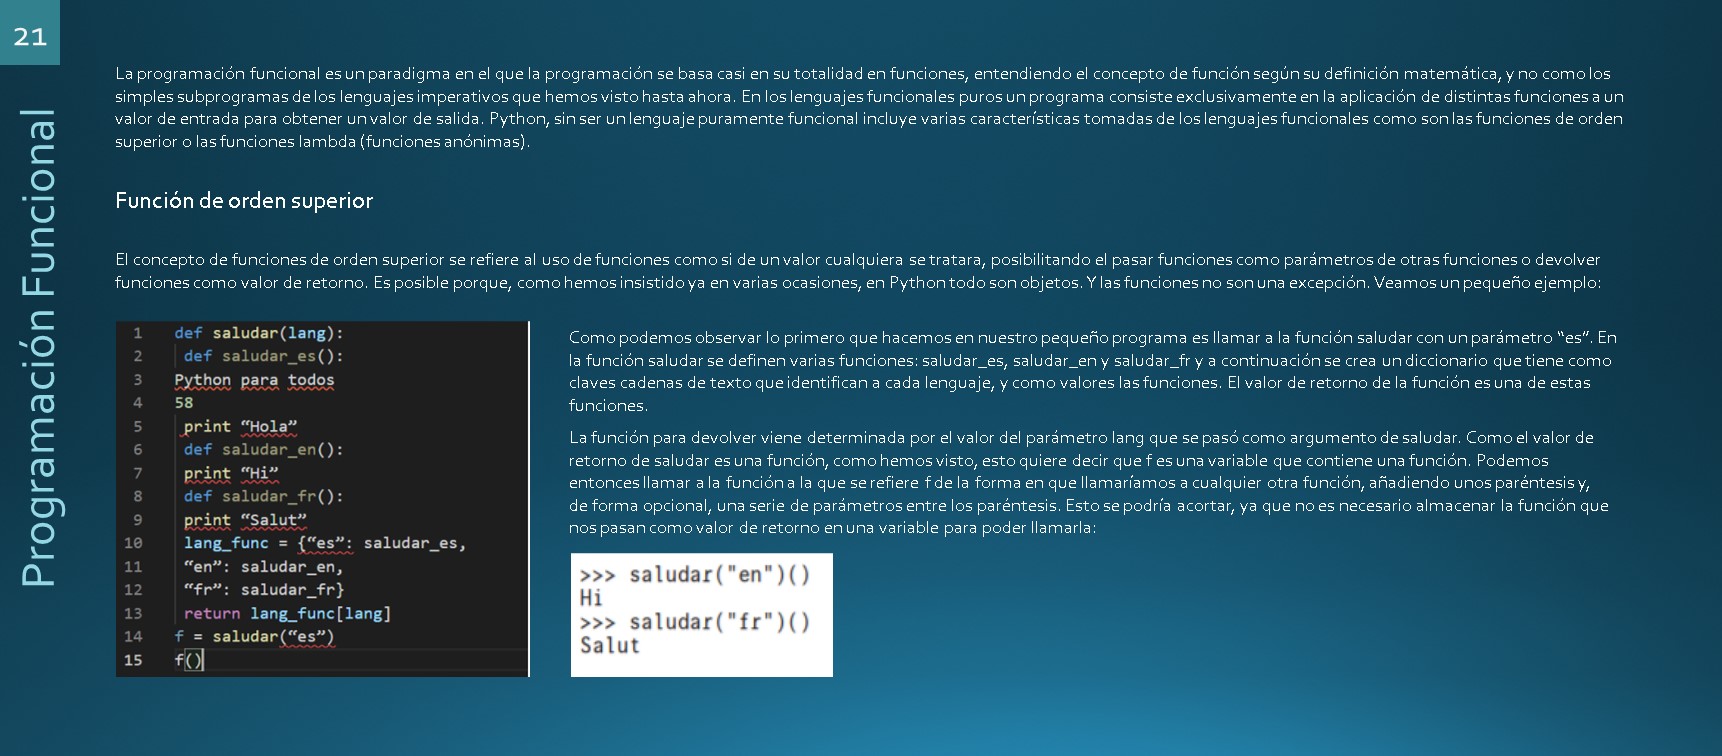 21
Programación Funcional
La programación funcional es un paradigma en el que la programación se basa casi en su totalidad en funciones, entendiendo el concepto de función según su definición matemática, y no como los
simples subprogramas de los lenguajes imperativos que hemos visto hasta ahora. En los lenguajes funcionales puros un programa consiste exclusivamente en la aplicación de distintas funciones a un
valor de entrada para obtener un valor de salida. Python, sin ser un lenguaje puramente funcional incluye varias características tomadas de los lenguajes funcionales como son las funciones de orden
superior o las funciones lambda (funciones anónimas).
Función de orden superior
El concepto de funciones de orden superior se refiere al uso de funciones como si de un valor cualquiera se tratara, posibilitando el pasar funciones como parámetros de otras funciones o devolver
funciones como valor de retorno. Es posible porque, como hemos insistido ya en varias ocasiones, en Python todo son objetos. Y las funciones no son una excepción. Veamos un pequeño ejemplo:
1 def saludar(lang):
2 def saludar_es():
3 Python para todos
4 58
5 print “Hola”
6 def saludar_en():
7 print “Hi”
8 def saludar_fr():
9 print “Salut”
10 lang_func = {“es”: saludar_es,
11 “en”: saludar_en,
12 “fr”: saludar_fr}
13 return lang_func[lang]
14 f = saludar(“es”)
15 f()
Como podemos observar lo primero que hacemos en nuestro pequeño programa es llamar a la función saludar con un parámetro “es”. En
la función saludar se definen varias funciones: saludar_es, saludar_en y saludar_fr y a continuación se crea un diccionario que tiene como
claves cadenas de texto que identifican a cada lenguaje, y como valores las funciones. El valor de retorno de la función es una de estas
funciones.
La función para devolver viene determinada por el valor del parámetro lang que se pasó como argumento de saludar. Como el valor de
retorno de saludar es una función, como hemos visto, esto quiere decir que f es una variable que contiene una función. Podemos
entonces llamar a la función a la que se refiere f de la forma en que llamaríamos a cualquier otra función, añadiendo unos paréntesis y,
de forma opcional, una serie de parámetros entre los paréntesis. Esto se podría acortar, ya que no es necesario almacenar la función que
nos pasan como valor de retorno en una variable para poder llamarla:
>>> saludar("en")()
Hi
>>> saludar("fr")()
Salut